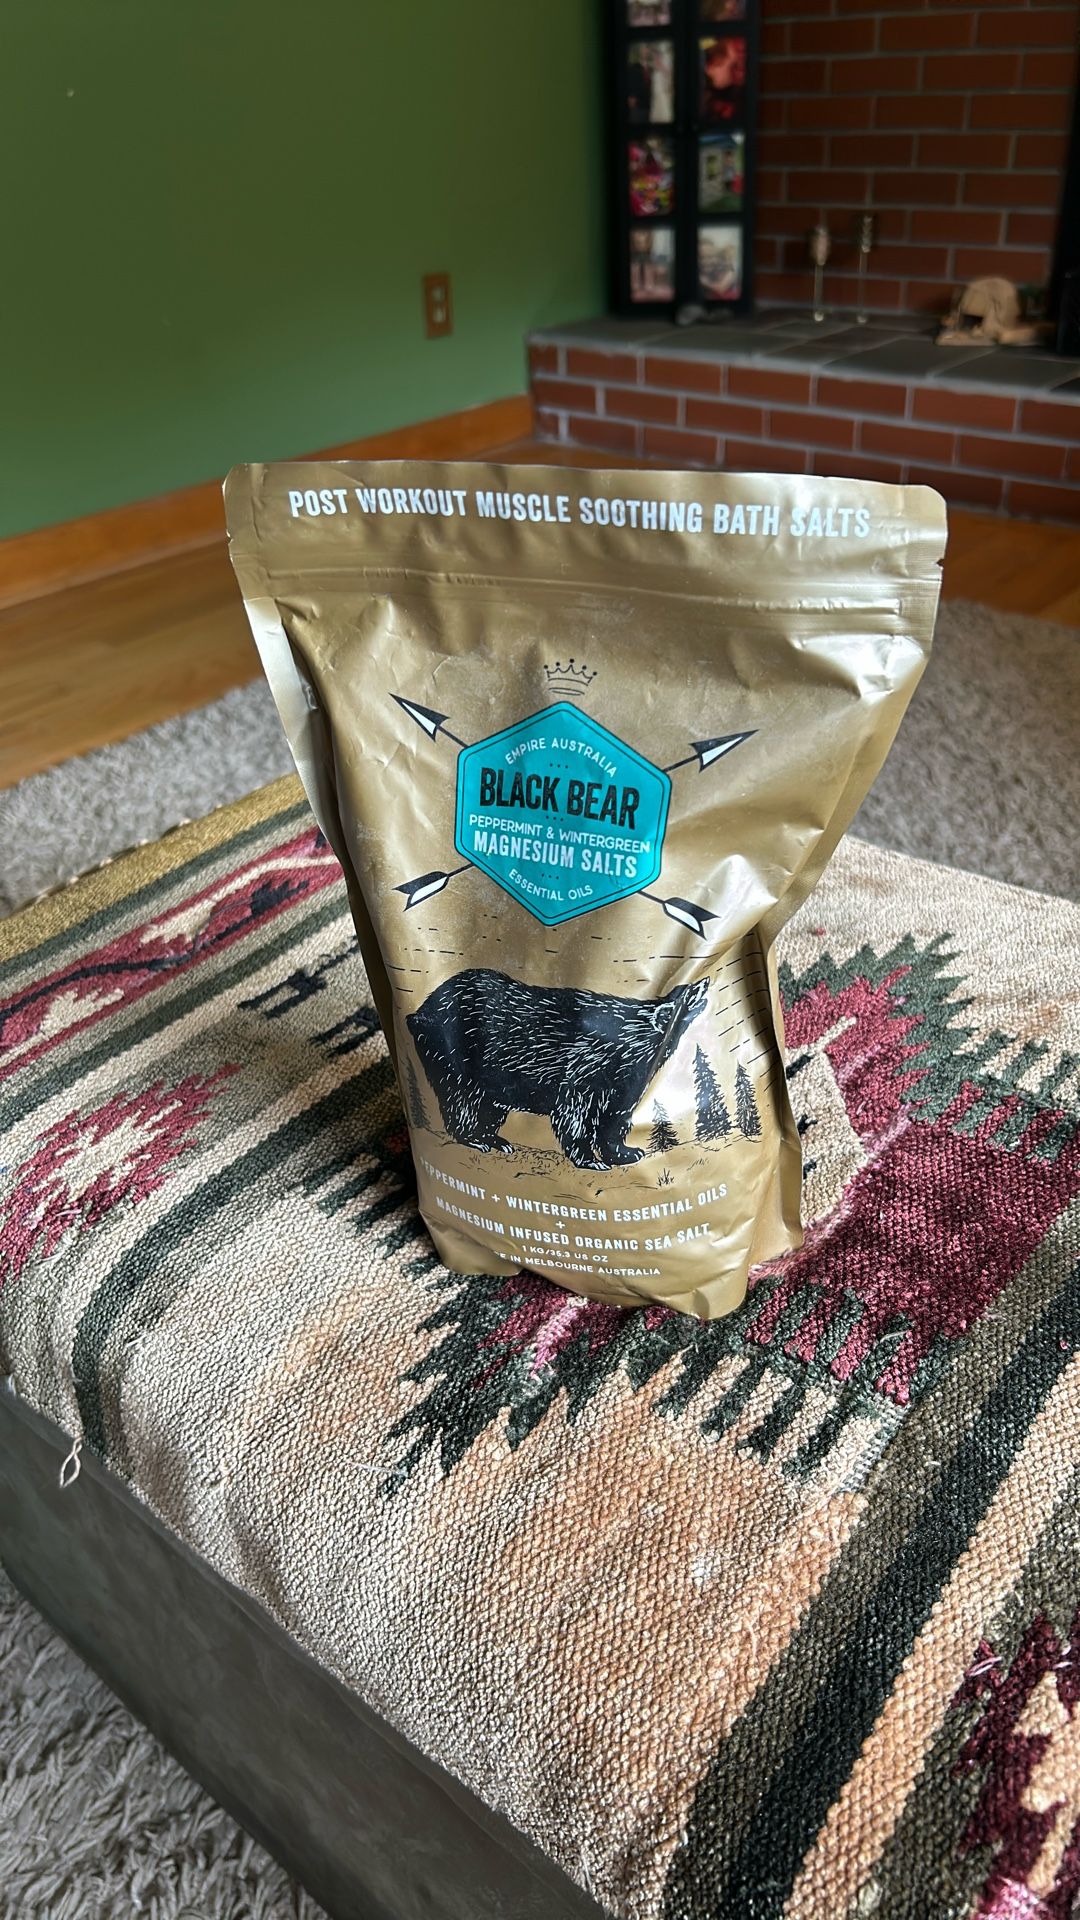 POST WORKOUT MUSCLE SOOTHING BATH SALTS
EMPIRE AUSTRALIA
BLACK BEAR
PEPPERMINT & WINTERGREEN
MAGNESIUM SALTS
ESSENTIAL OILS
PEPPERMINT + WINTERGREEN ESSENTIAL OILS
+
MAGNESIUM INFUSED ORGANIC SEA SALT
1 KG/35.3 US OZ
IN MELBOURNE AUSTRALIA